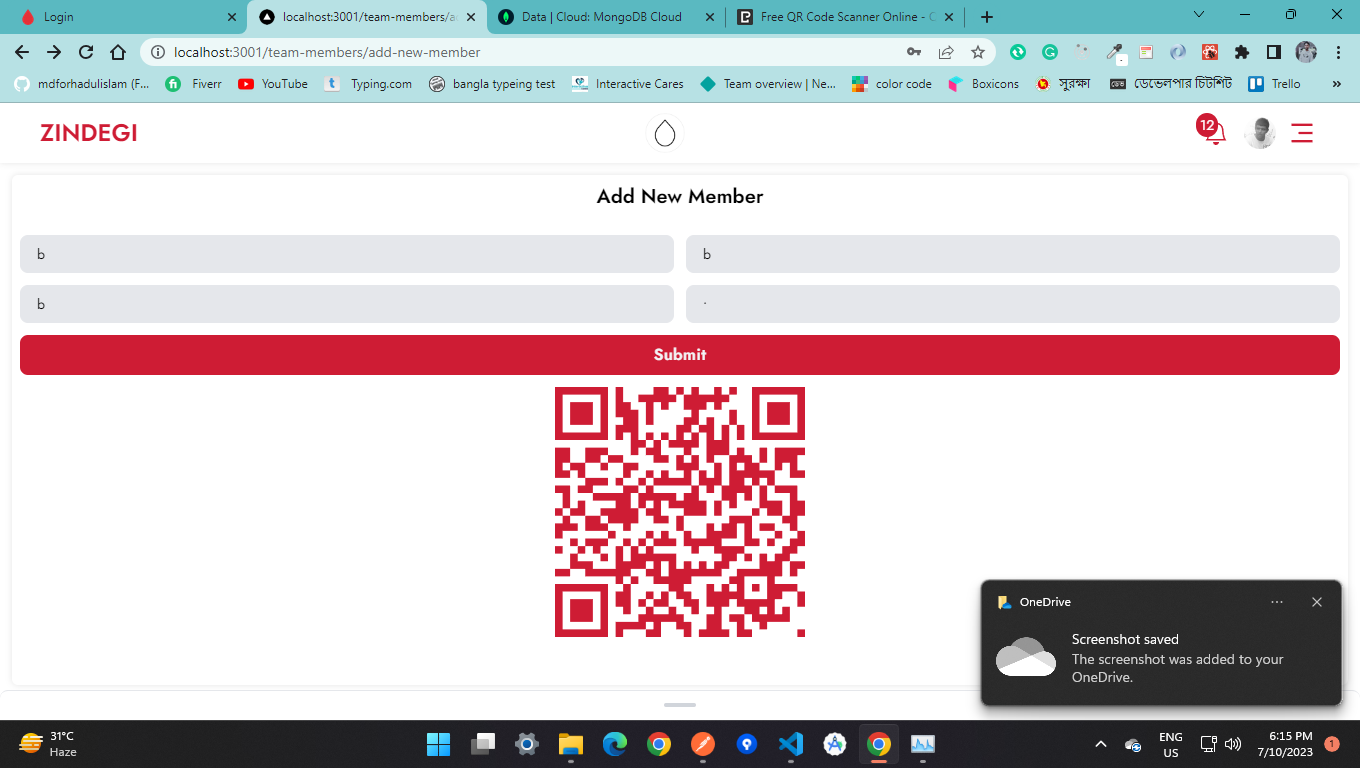 Login
localhost:3001/team-members/a
Data | Cloud: MongoDB Cloud
Free QR Code Scanner Online - C
localhost:3001/team-members/add-new-member
mdforhadulislam (F...
Fiverr
YouTube
Typing.com
bangla typeing test
Interactive Cares
Team overview | Ne...
color code
Boxicons
সুরক্ষা
ডেভেলপার চিটশিট
Trello
»
ZINDEGI
12
Add New Member
b
b
b
.
Submit
OneDrive
Screenshot saved
The screenshot was added to your
OneDrive.
31°C
Haze
ENG
US
6:15 PM
7/10/2023
1